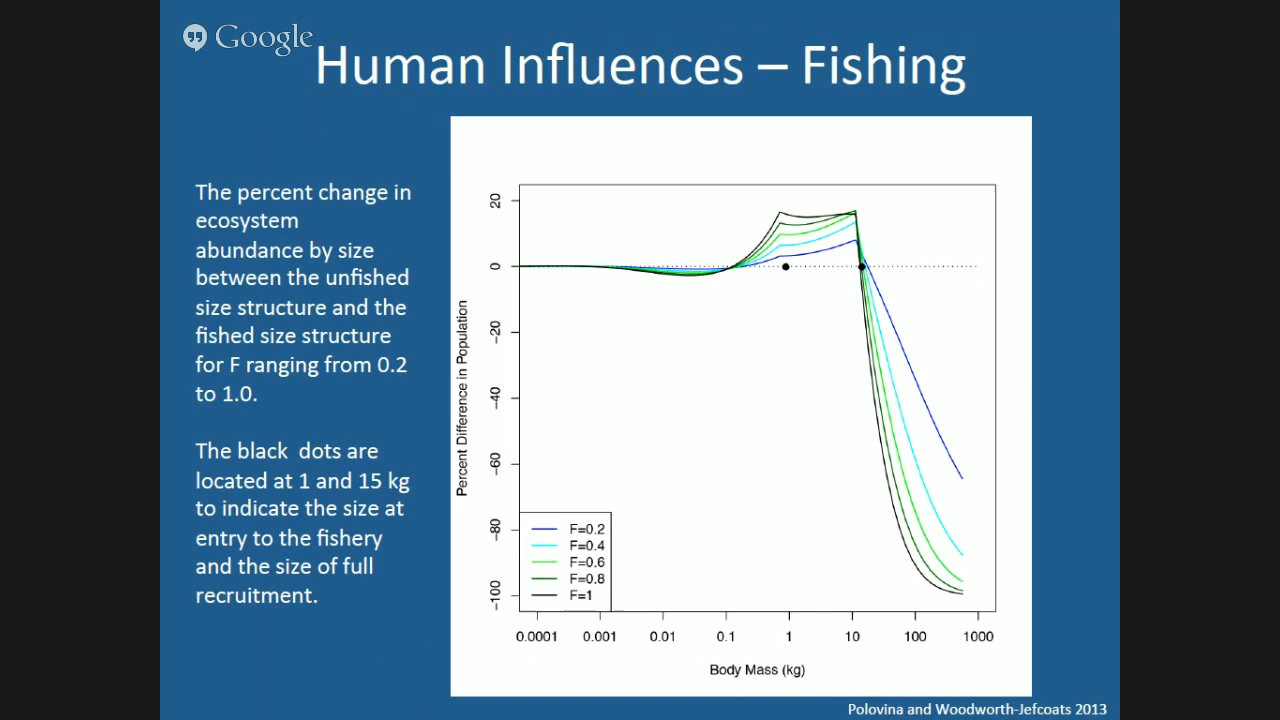 Google
Human Influences – Fishing
The percent change in
ecosystem
abundance by size
between the unfished
size structure and the
fished size structure
for F ranging from 0.2
to 1.0.
The black  dots are
located at 1 and 15 kg
to indicate the size at
entry to the fishery
and the size of full
recruitment.
Percent Difference in Population
20
0
−20
−40
−60
−80
−100
F=0.2
F=0.4
F=0.6
F=0.8
F=1
0.0001 0.001 0.01 0.1 1 10 100 1000
Body Mass (kg)
Polovina and Woodworth-Jefcoats 2013